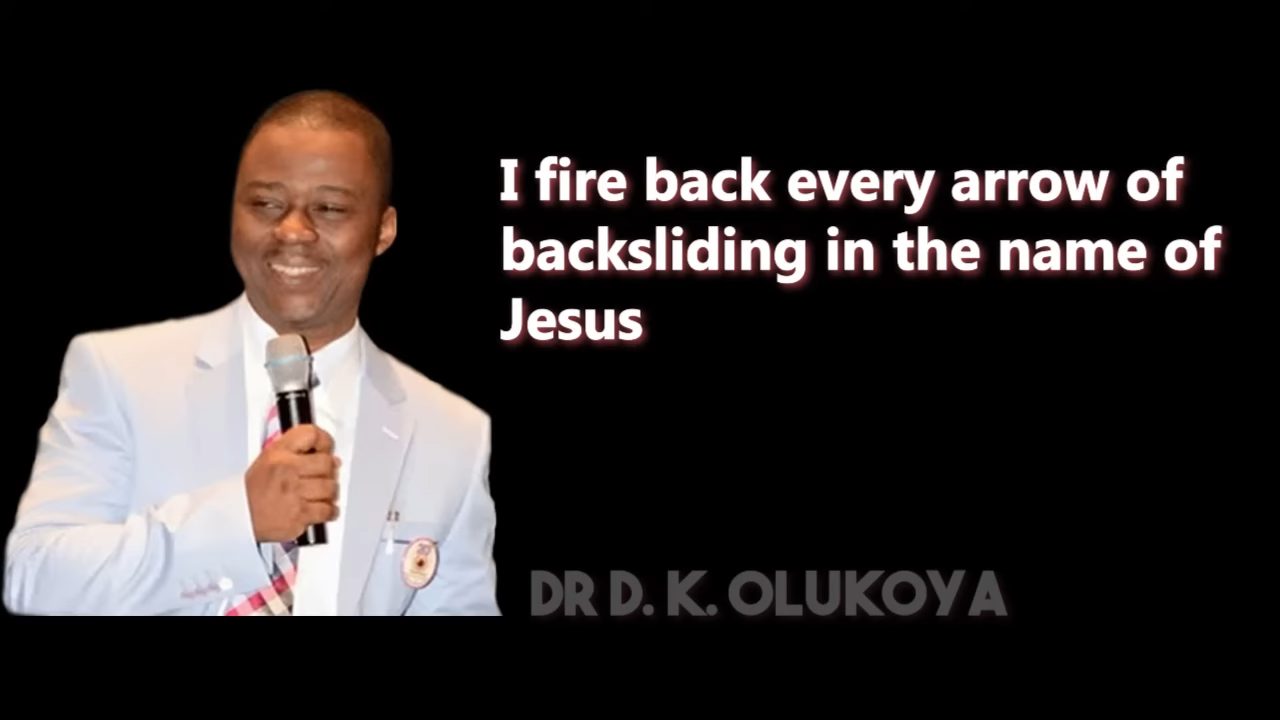 I fire back every arrow of
backsliding in the name of
Jesus
DR D. K. OLUKOYA